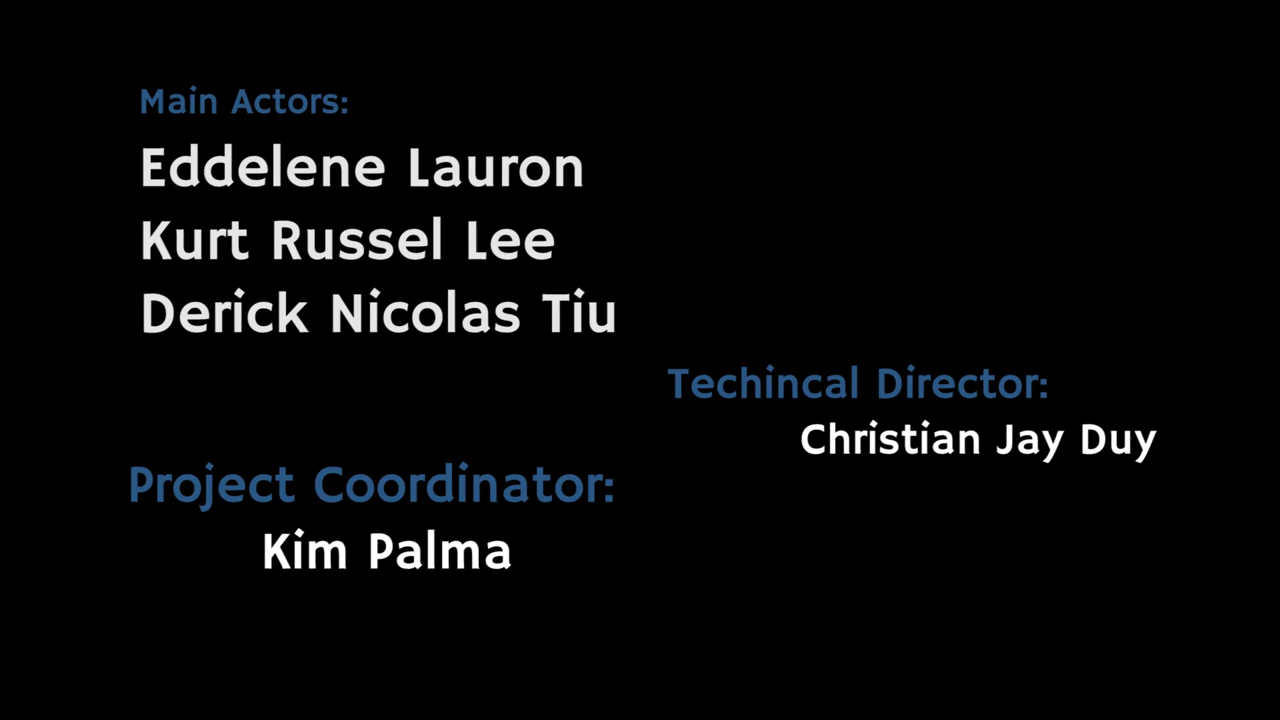 Main Actors:
Eddelene Lauron
Kurt Russel Lee
Derick Nicolas Tiu
Techincal Director:
Christian Jay Duy
Project Coordinator:
Kim Palma